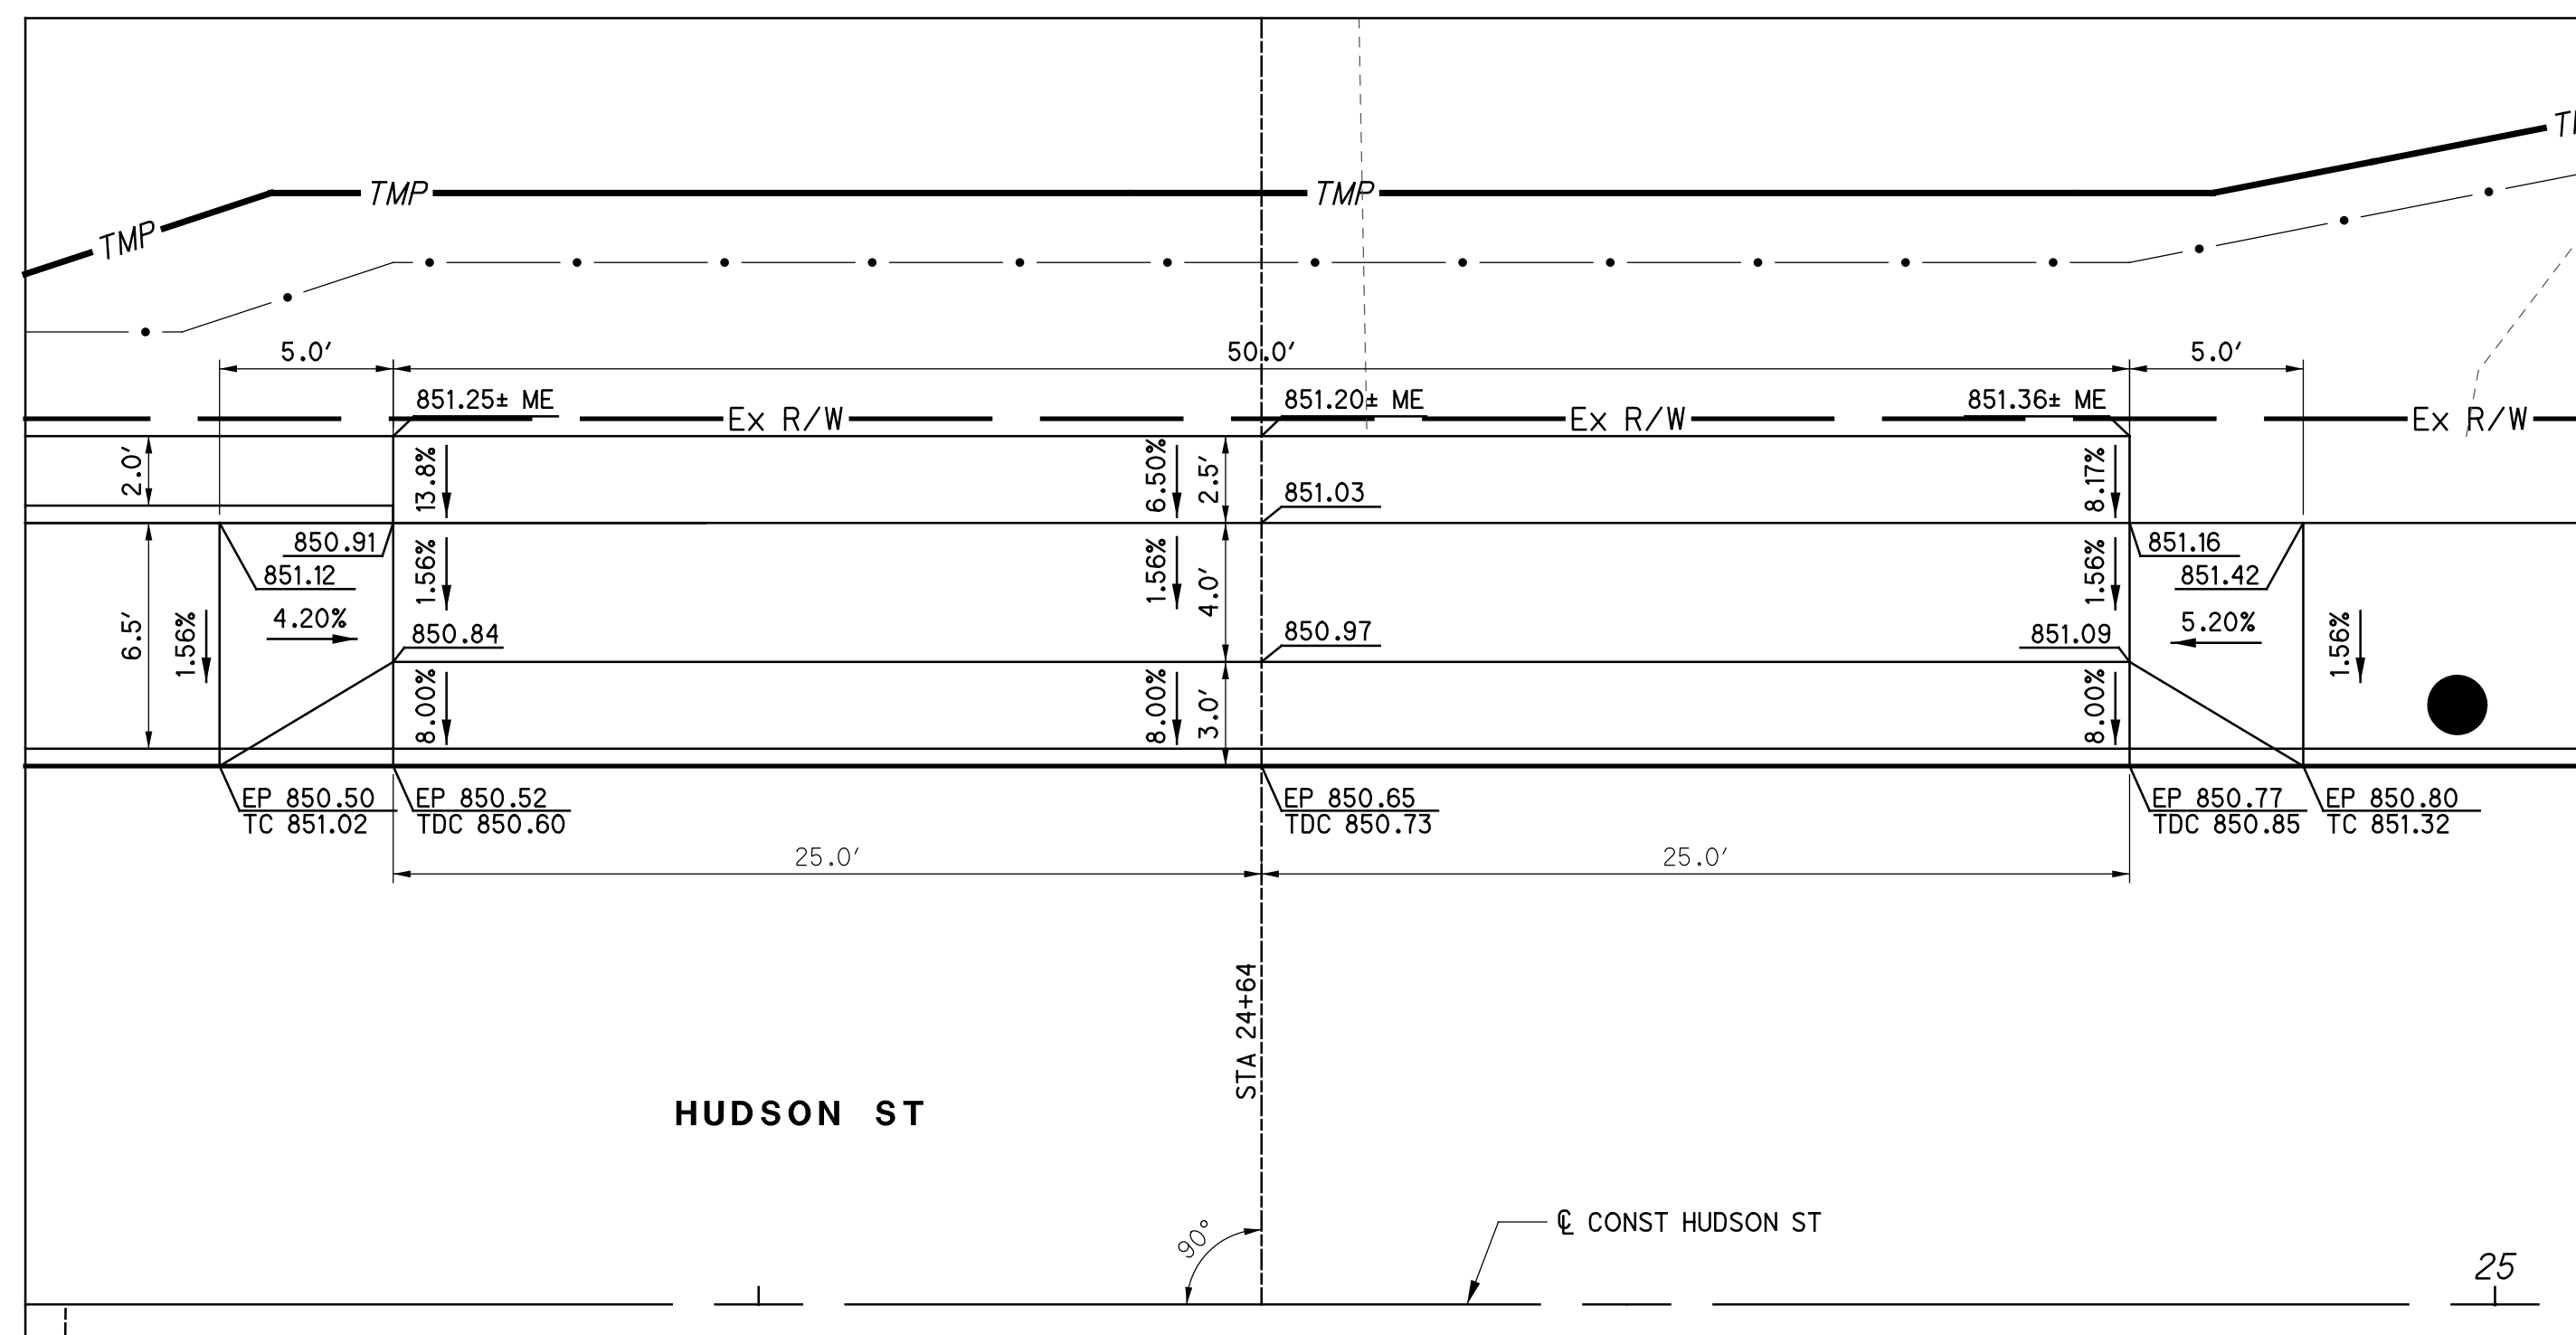 TMP
TMP
TMP
5.0′
50.0′
5.0′
851.25± ME
851.20± ME
851.36± ME
Ex R/W
Ex R/W
Ex R/W
2.0′
13.8%
6.50%
2.5′
8.17%
851.03
850.91
851.12
851.16
851.42
1.56%
1.56%
1.56%
4.0′
6.5′
1.56%
4.20%
5.20%
1.56%
850.84
850.97
851.09
8.00%
8.00%
3.0′
8.00%
EP 850.50
TC 851.02
EP 850.52
TDC 850.60
EP 850.65
TDC 850.73
EP 850.77
TDC 850.85
EP 850.80
TC 851.32
25.0′
25.0′
STA 24+64
HUDSON ST
90°
℄ CONST HUDSON ST
25